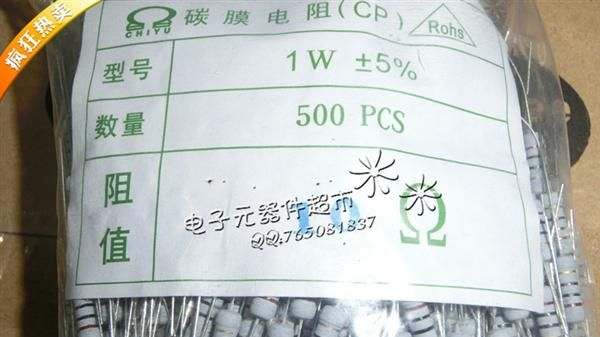 疯狂热卖
CHIYU
碳膜电阻(CP)
RoHS
型号 1W ±5%
数量 500 PCS
阻值 10 Ω
电子元器件超市
QQ:765081837